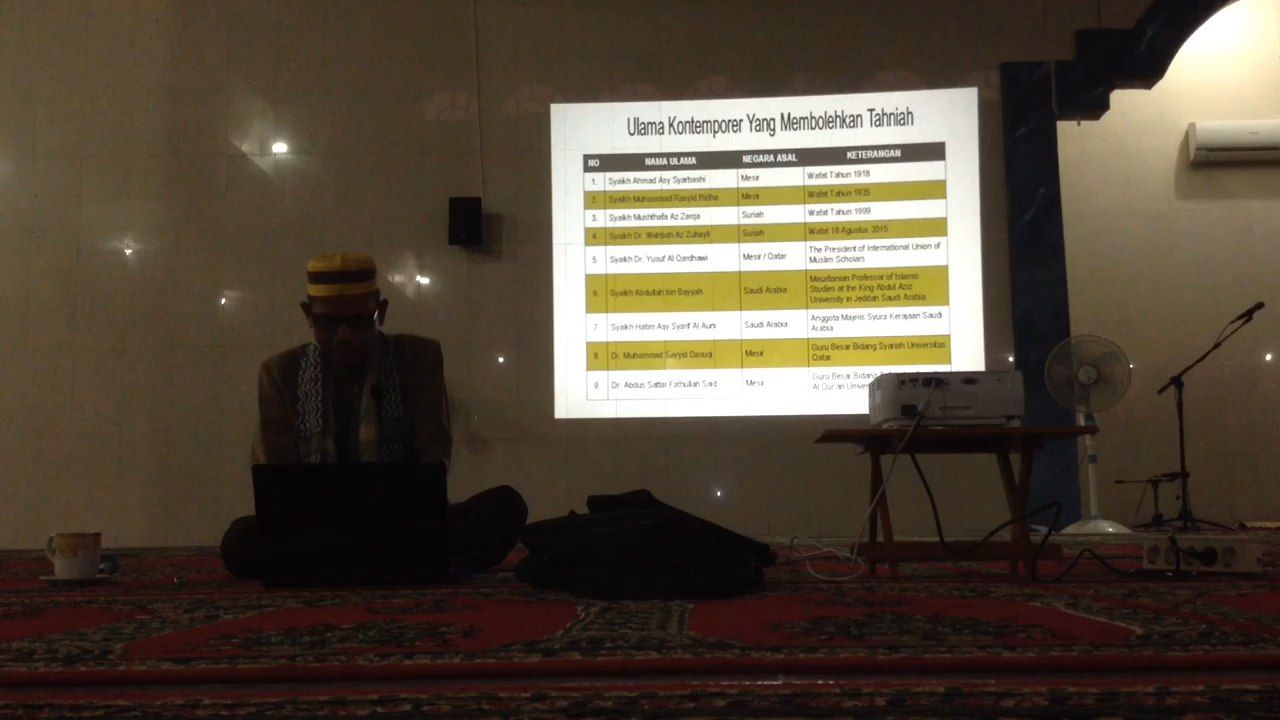 Ulama Kontemporer Yang Membolehkan Tahniah
NO NAMA ULAMA NEGARA ASAL KETERANGAN
1. Syaikh Ahmad Asy Syarbashi Mesir Wafat Tahun 1918
2. Syaikh Muhammad Rasyid Ridha Mesir Wafat Tahun 1935
3. Syaikh Mushthafa Az Zarqa Suriah Wafat Tahun 1999
4. Syaikh Dr. Wahbah Az Zuhayli Suriah Wafat 18 Agustus 2015
5. Syaikh Dr. Yusuf Al Qardhawi Mesir / Qatar The President of International Union of
Muslim Scholars
6. Syaikh Abdullah bin Bayyah Saudi Arabia Mauritanian Professor of Islamic
Studies at the King Abdul Aziz
University in Jeddah Saudi Arabia.
7 Syaikh Hatim Asy Syarif Al Auni Saudi Arabia Anggota Majelis Syura Kerajaan Saudi
Arabia
8. Dr. Muhammad Sayyid Dasuqi Mesir Guru Besar Bidang Syariah Universitas
Qatar.
9. Dr. Abdus Sattar Fathullah Said Mesir Guru Besar Bidang
Al Qur'an